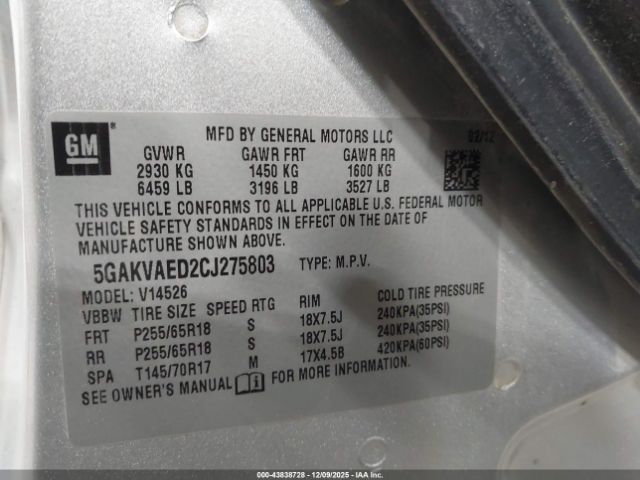 GM ®
MFD BY GENERAL MOTORS LLC 02/12
GVWR GAWR FRT GAWR RR
2930 KG 1450 KG 1600 KG
6459 LB 3196 LB 3527 LB
THIS VEHICLE CONFORMS TO ALL APPLICABLE U.S. FEDERAL MOTOR
VEHICLE SAFETY STANDARDS IN EFFECT ON THE DATE OF
MANUFACTURE SHOWN ABOVE.
5GAKVAED2CJ275803 TYPE: M.P.V.
MODEL: V14526
VBBW TIRE SIZE SPEED RTG RIM COLD TIRE PRESSURE
FRT P255/65R18 S 18X7.5J 240KPA(35PSI)
RR P255/65R18 S 18X7.5J 240KPA(35PSI)
SPA T145/70R17 M 17X4.5B 420KPA(60PSI)
SEE OWNER'S MANUAL i FOR MORE INFORMATION.
© IAA - 43838728 - 12/09/2025 - IAAI.COM